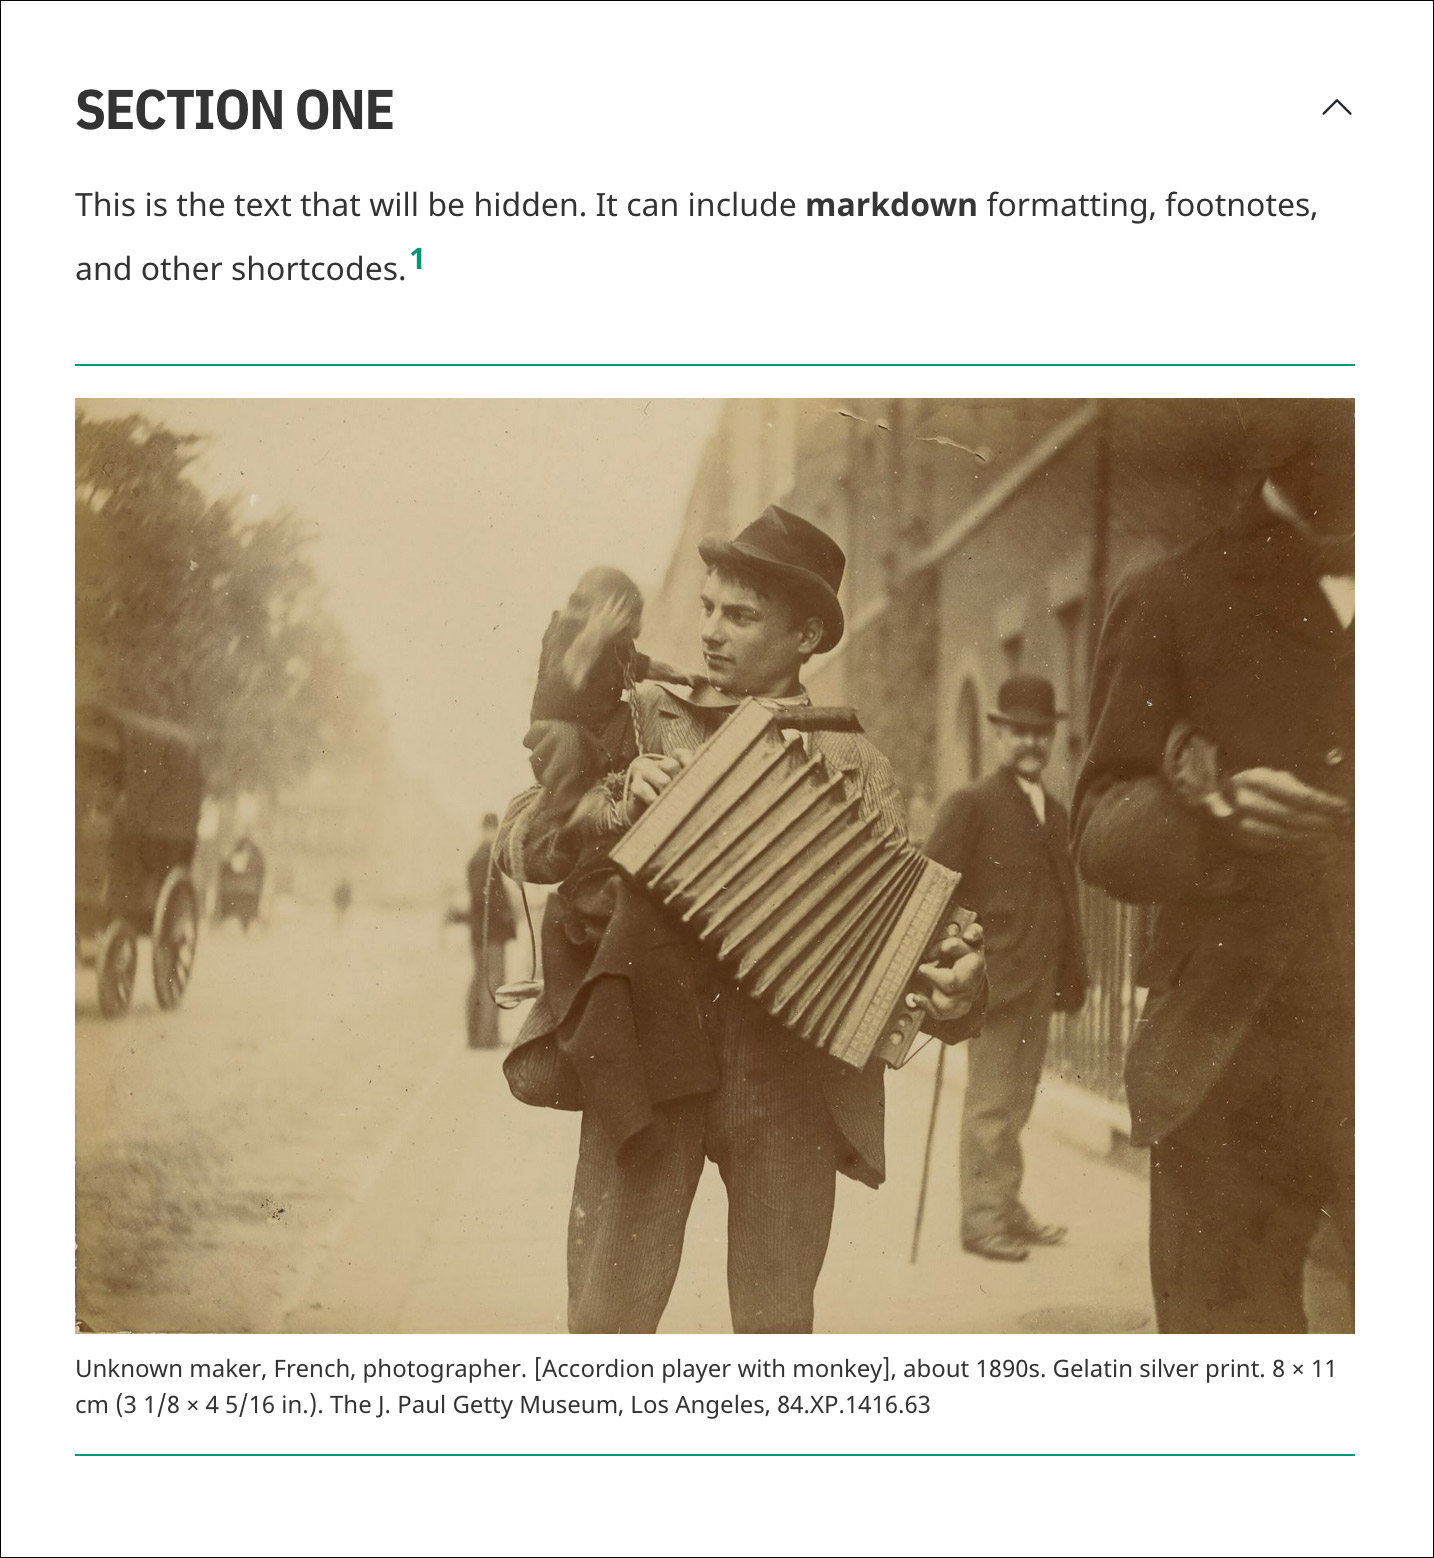 SECTION ONE
This is the text that will be hidden. It can include markdown formatting, footnotes,
and other shortcodes.1
Unknown maker, French, photographer. [Accordion player with monkey], about 1890s. Gelatin silver print. 8 × 11
cm (3 1/8 × 4 5/16 in.). The J. Paul Getty Museum, Los Angeles, 84.XP.1416.63